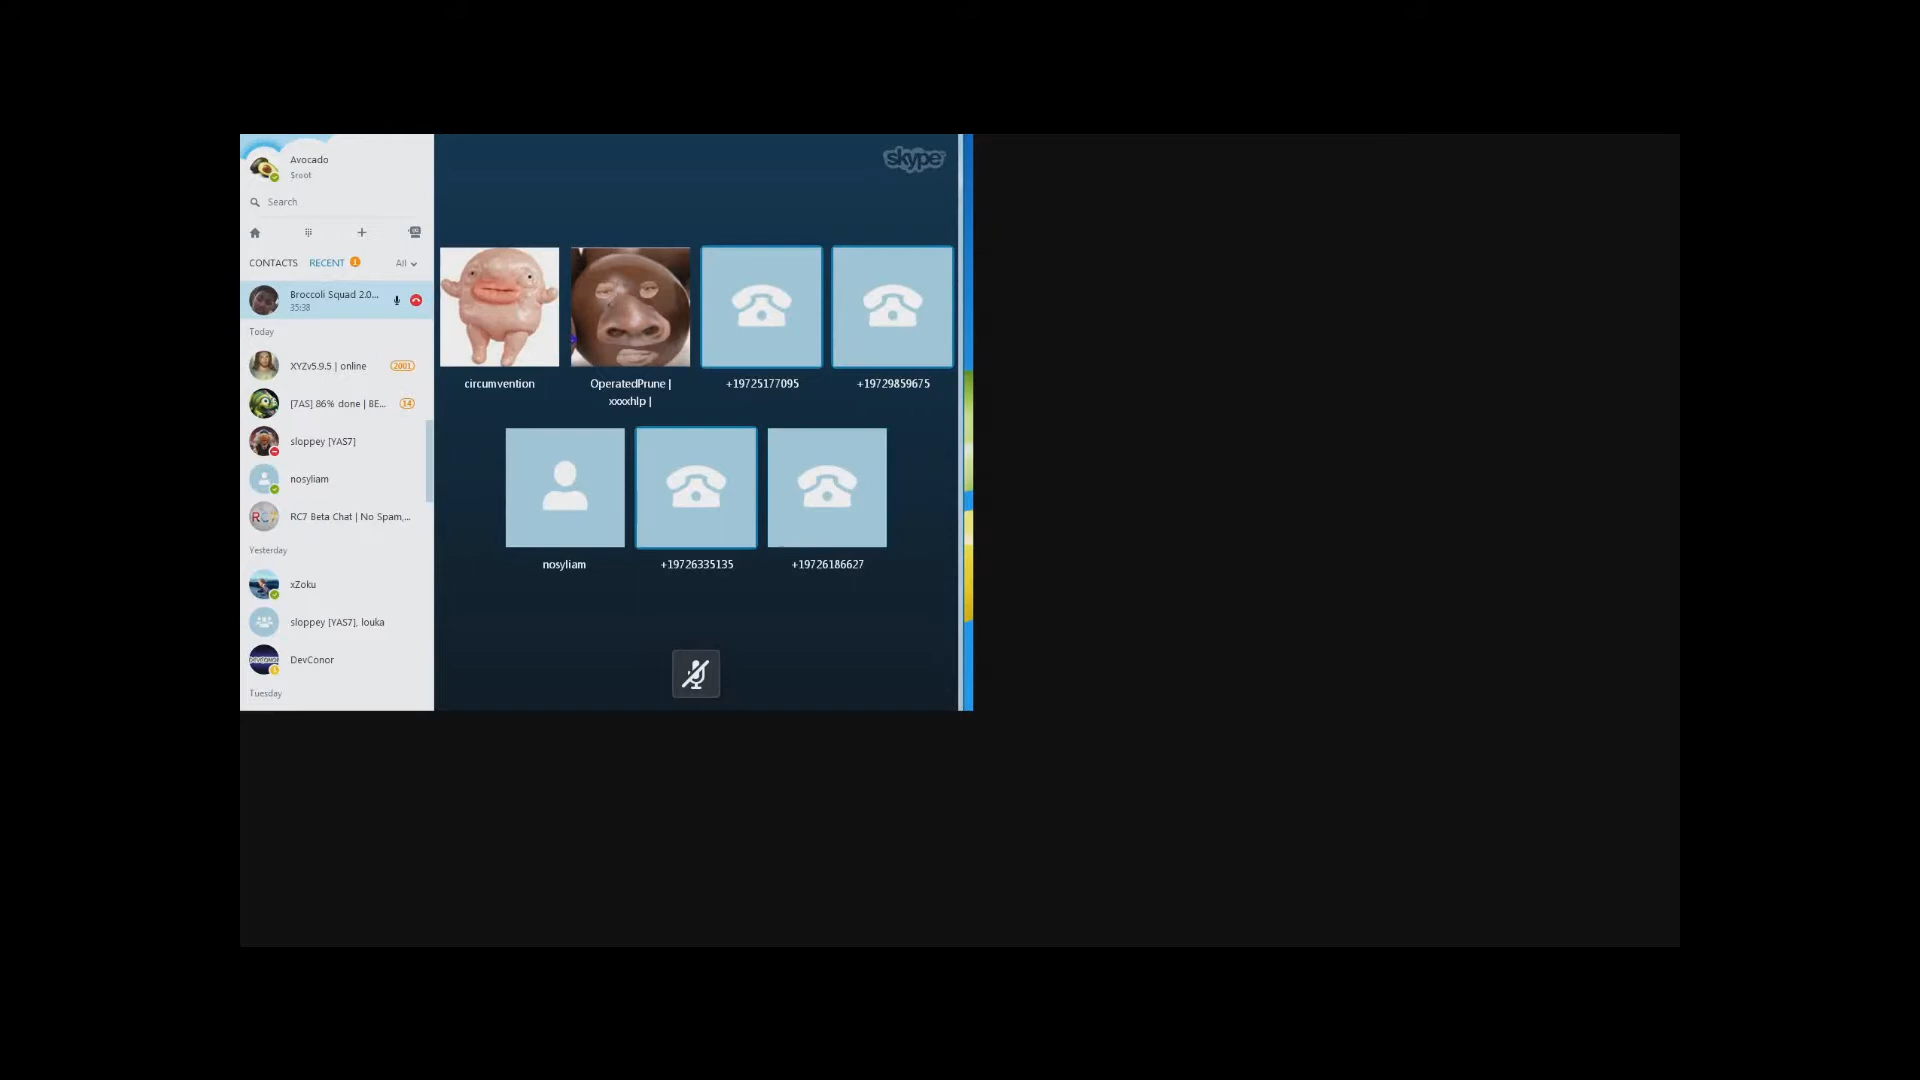 Avocado
$root
Search
CONTACTS RECENT 1 All
Broccoli Squad 2.0...
35:38
Today
XYZv5.9.5 | online 2001
[7AS] 86% done | BE... 14
sloppey [YAS7]
nosyliam
RC7 RC7 Beta Chat | No Spam,...
Yesterday
xZoku
sloppey [YAS7], louka
DevConor
Tuesday
skype
circumvention
OperatedPrune |
xxxxhlp |
+19725177095
+19729859675
nosyliam
+19726335135
+19726186627